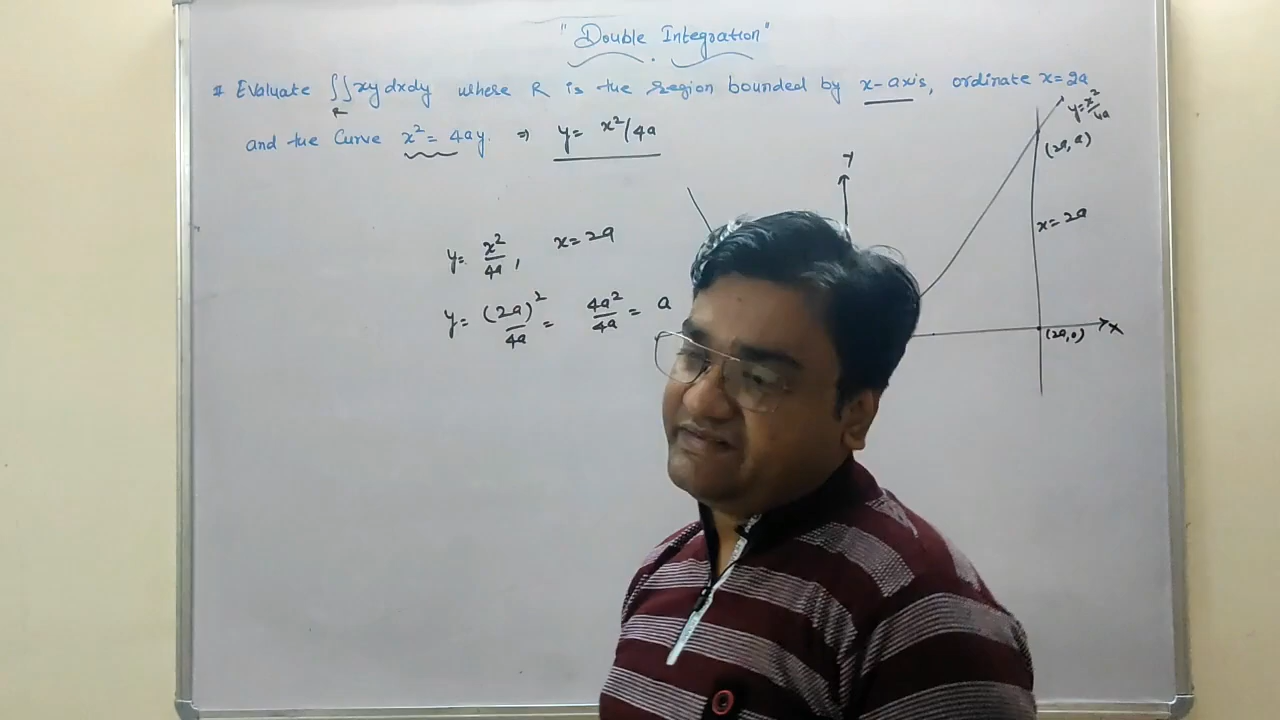 "Double Integration"
* Evaluate ∬_R xy dxdy where R is the region bounded by x-axis, ordinate x=2a
and the Curve x² = 4ay. ⇒ y = x²/4a
y = x²/4a
(2a, a)
Y
y = x²/4a, x = 2a
x = 2a
y = (2a)²/4a = 4a²/4a = a
X
(2a, 0)